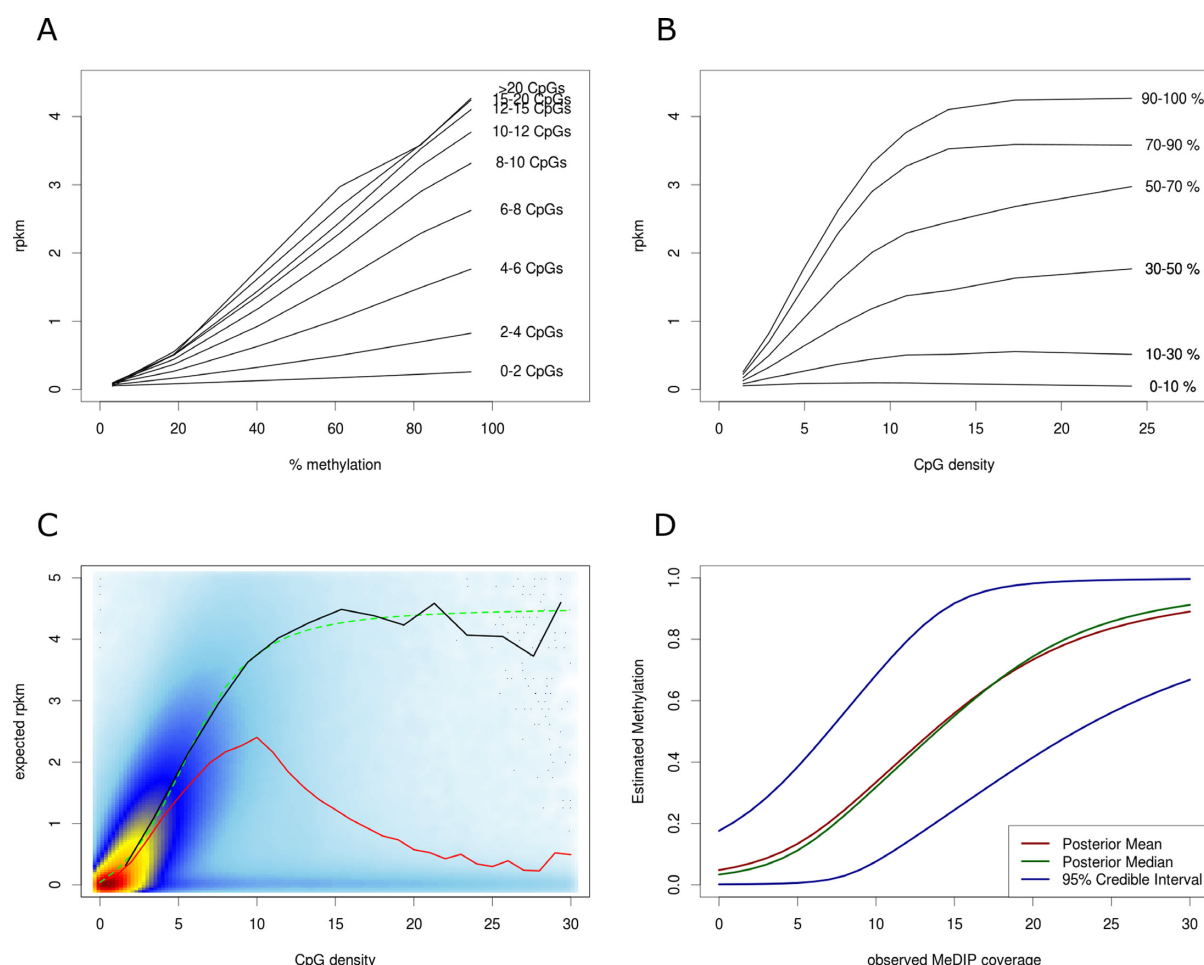 A
>20 CpGs
15-20 CpGs
12-15 CpGs
10-12 CpGs
8-10 CpGs
6-8 CpGs
4-6 CpGs
2-4 CpGs
0-2 CpGs
rpkm
0 1 2 3 4
0 20 40 60 80 100
% methylation
B
90-100 %
70-90 %
50-70 %
30-50 %
10-30 %
0-10 %
rpkm
0 1 2 3 4
0 5 10 15 20 25
CpG density
C
expected rpkm
0 1 2 3 4 5
0 5 10 15 20 25 30
CpG density
D
Estimated Methylation
0.0 0.2 0.4 0.6 0.8 1.0
Posterior Mean
Posterior Median
95% Credible Interval
0 5 10 15 20 25 30
observed MeDIP coverage